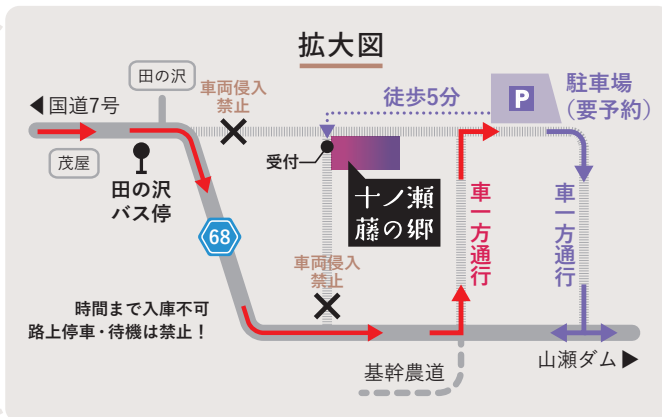 拡大図
田の沢
車両侵入
禁止
◀国道7号
茂屋
田の沢
バス停
受付
徒歩5分
P
駐車場
（要予約）
十ノ瀬
藤の郷
68
車両侵入
禁止
車一方通行
車一方通行
時間まで入庫不可
路上停車・待機は禁止！
基幹農道
山瀬ダム▶